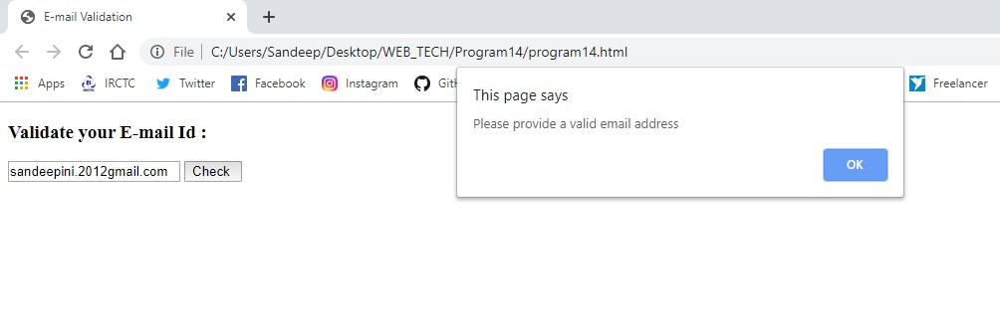 E-mail Validation
File | C:/Users/Sandeep/Desktop/WEB_TECH/Program14/program14.html
Apps IRCTC Twitter Facebook Instagram Freelancer
This page says
Please provide a valid email address
OK
Validate your E-mail Id :
sandeepini.2012gmail.com Check